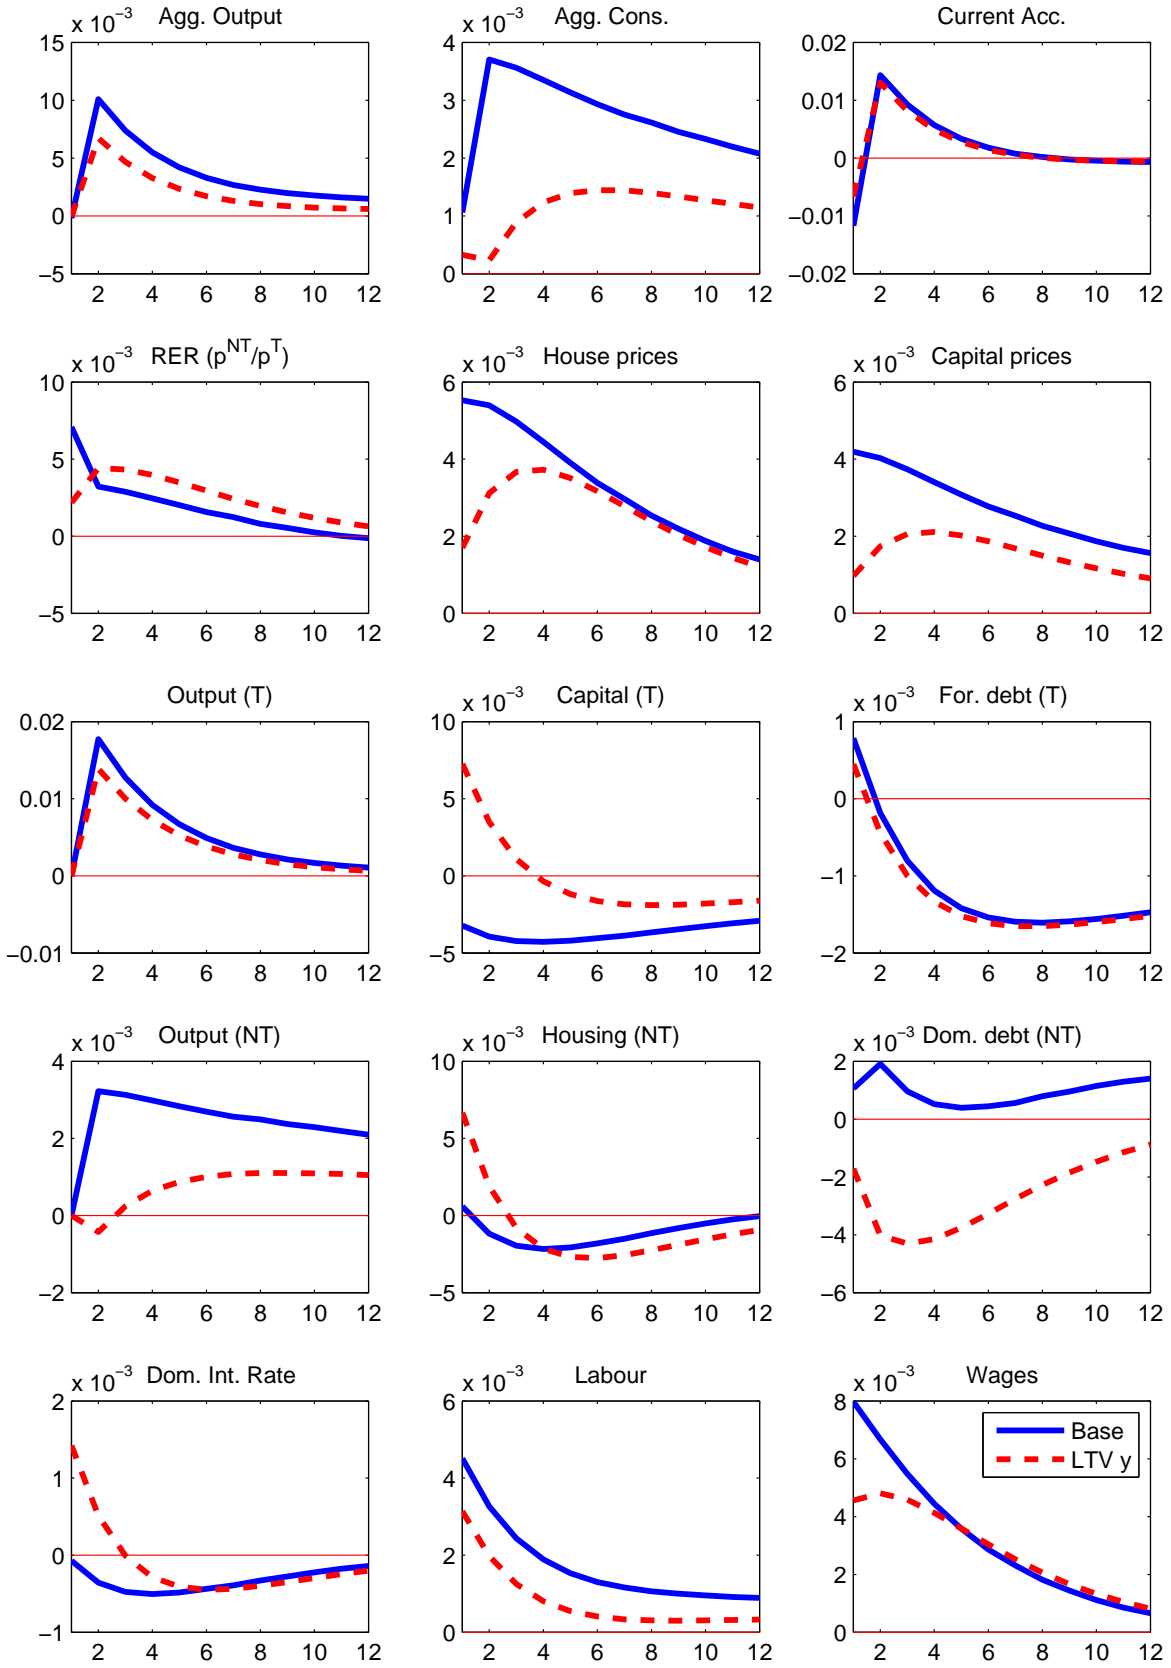 x 10⁻³ Agg. Output
15
10
5
0
−5
2 4 6 8 10 12
x 10⁻³ Agg. Cons.
4
3
2
1
0
2 4 6 8 10 12
Current Acc.
0.02
0.01
0
−0.01
−0.02
2 4 6 8 10 12
x 10⁻³ RER (p^NT/p^T)
10
5
0
−5
2 4 6 8 10 12
x 10⁻³ House prices
6
4
2
0
2 4 6 8 10 12
x 10⁻³ Capital prices
6
4
2
0
2 4 6 8 10 12
Output (T)
0.02
0.01
0
−0.01
2 4 6 8 10 12
x 10⁻³ Capital (T)
10
5
0
−5
2 4 6 8 10 12
x 10⁻³ For. debt (T)
1
0
−1
−2
2 4 6 8 10 12
x 10⁻³ Output (NT)
4
2
0
−2
2 4 6 8 10 12
x 10⁻³ Housing (NT)
10
5
0
−5
2 4 6 8 10 12
x 10⁻³ Dom. debt (NT)
2
0
−2
−4
−6
2 4 6 8 10 12
x 10⁻³ Dom. Int. Rate
2
1
0
−1
2 4 6 8 10 12
x 10⁻³ Labour
6
4
2
0
2 4 6 8 10 12
x 10⁻³ Wages
8
6
4
2
0
2 4 6 8 10 12
Base
LTV y